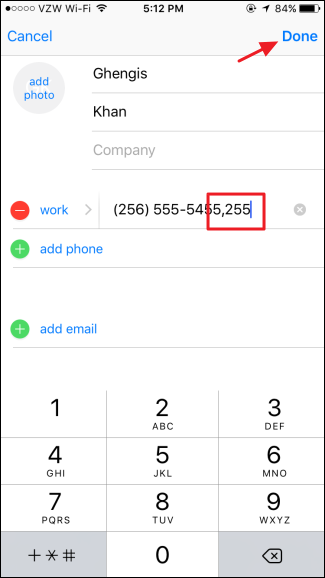 VZW Wi-Fi 5:12 PM 84%
Cancel Done
add
photo
Ghengis
Khan
Company
work (256) 555-5455,255
add phone
add email
1 2 3
ABC DEF
4 5 6
GHI JKL MNO
7 8 9
PQRS TUV WXYZ
+*# 0